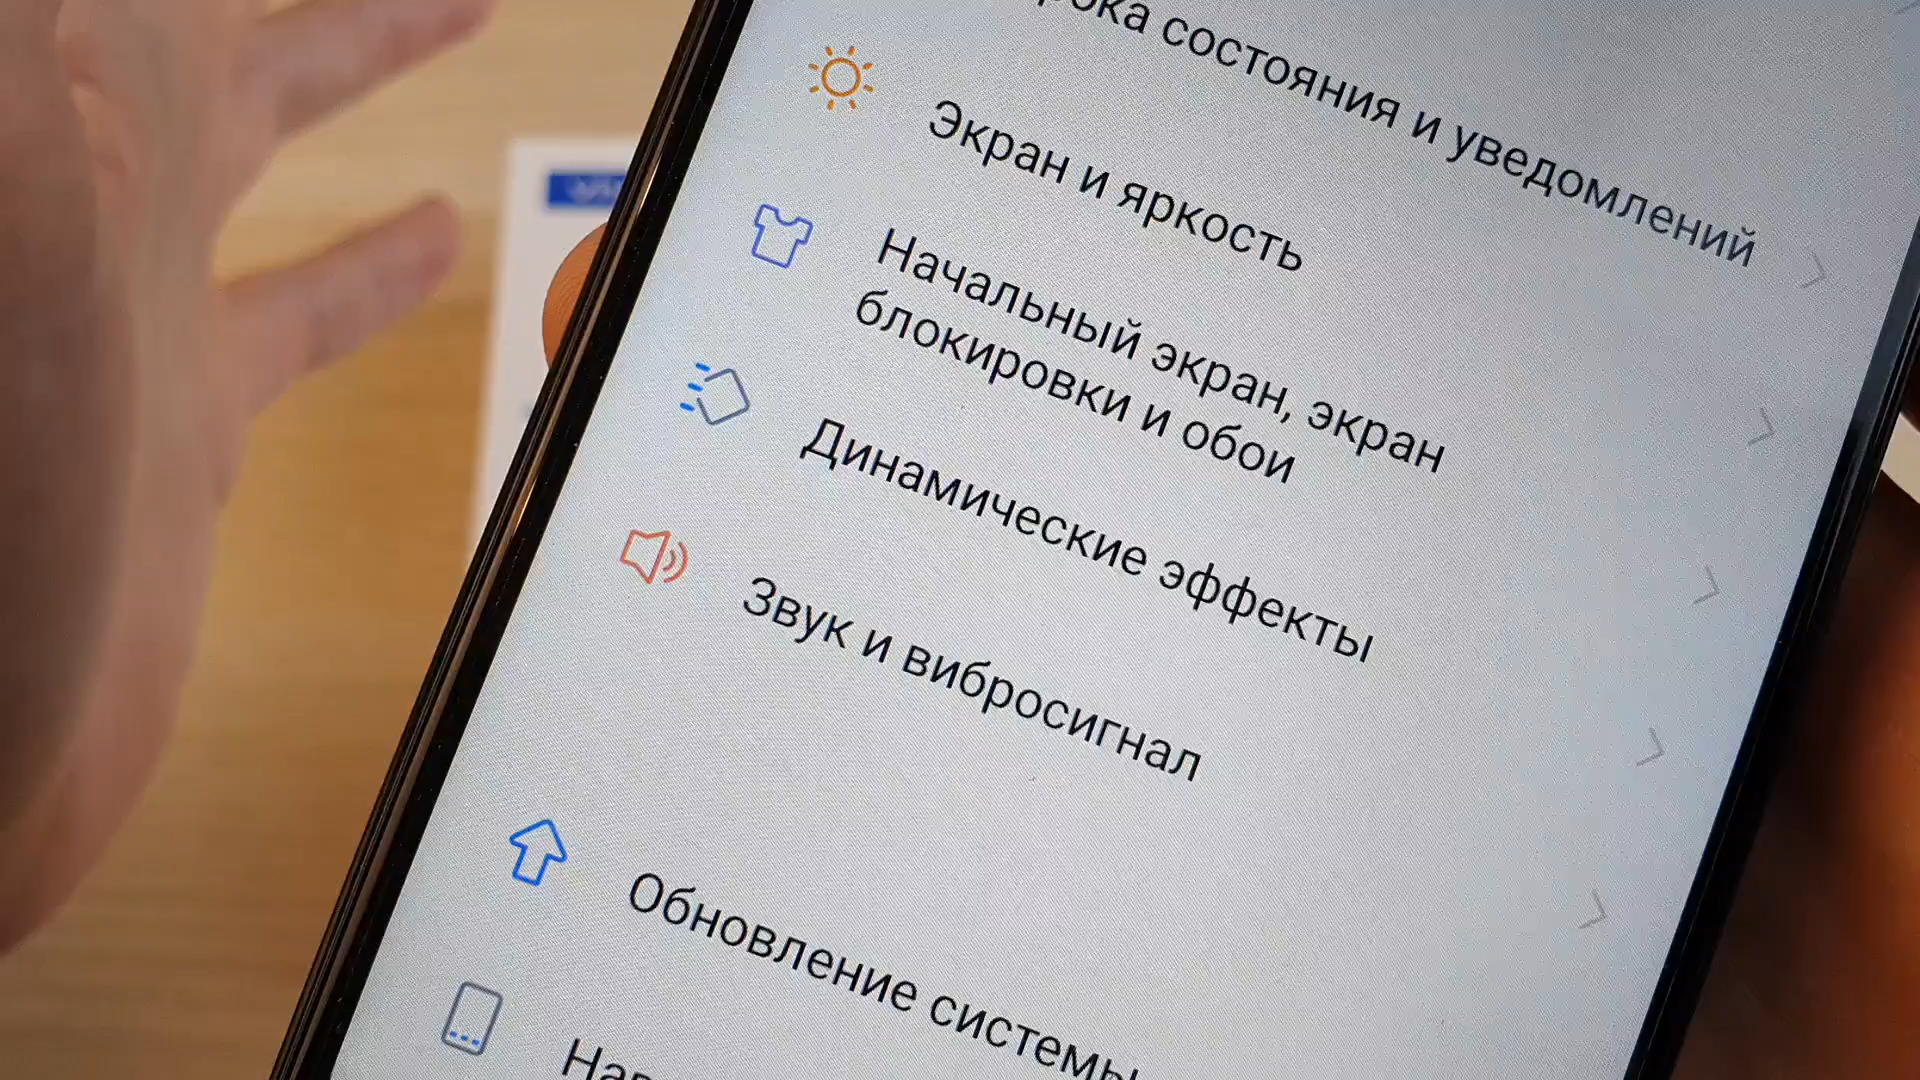 состояния и уведомлений
Экран и яркость
Начальный экран, экран
блокировки и обои
Динамические эффекты
Звук и вибросигнал
Обновление системы